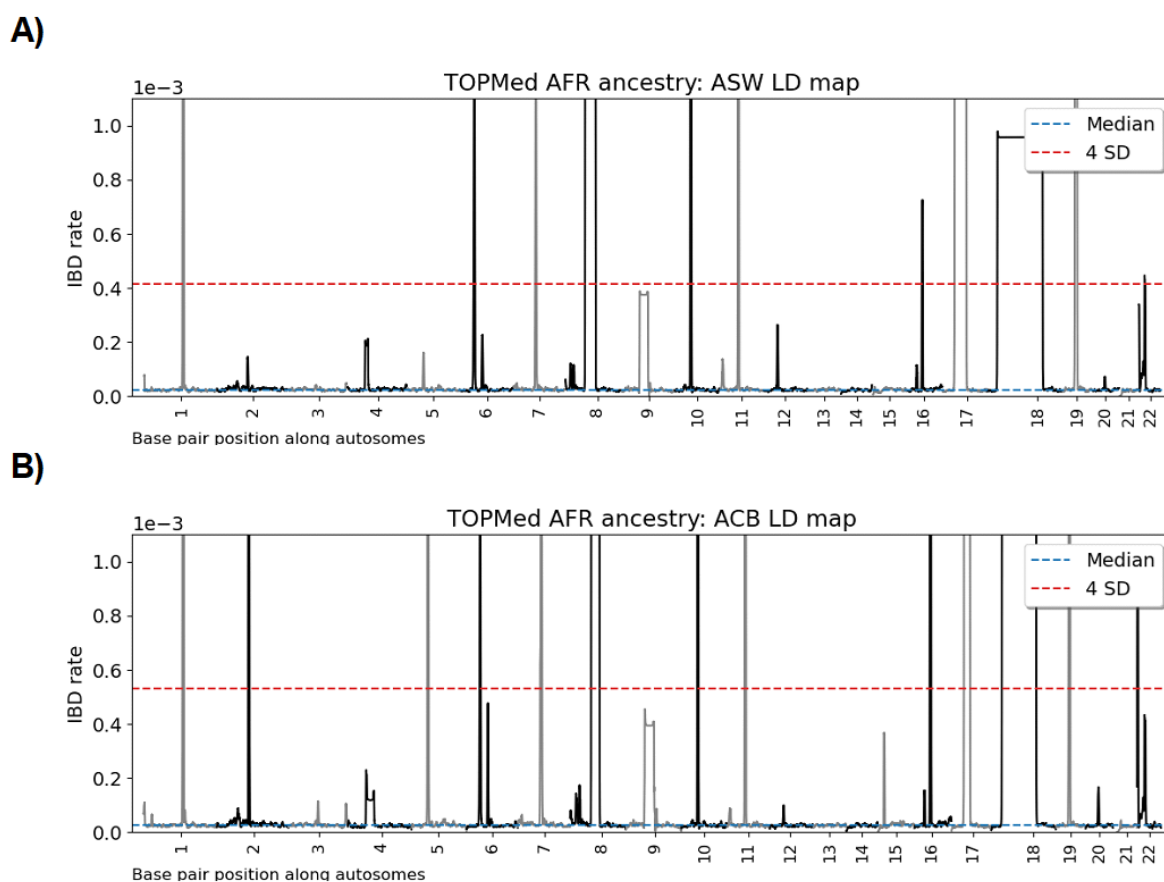 A)
TOPMed AFR ancestry: ASW LD map
1e−3
Median
4 SD
1.0
0.8
0.6
0.4
0.2
0.0
IBD rate
1 2 3 4 5 6 7 8 9 10 11 12 13 14 15 16 17 18 19 20 21 22
Base pair position along autosomes
B)
TOPMed AFR ancestry: ACB LD map
1e−3
Median
4 SD
1.0
0.8
0.6
0.4
0.2
0.0
IBD rate
1 2 3 4 5 6 7 8 9 10 11 12 13 14 15 16 17 18 19 20 21 22
Base pair position along autosomes